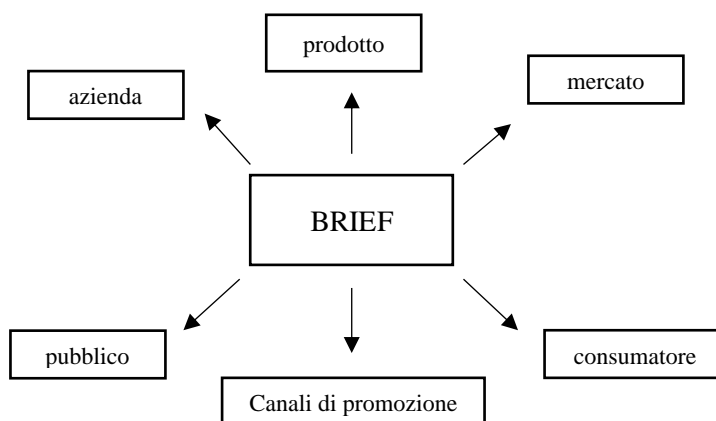 prodotto
azienda
mercato
BRIEF
pubblico
consumatore
Canali di promozione